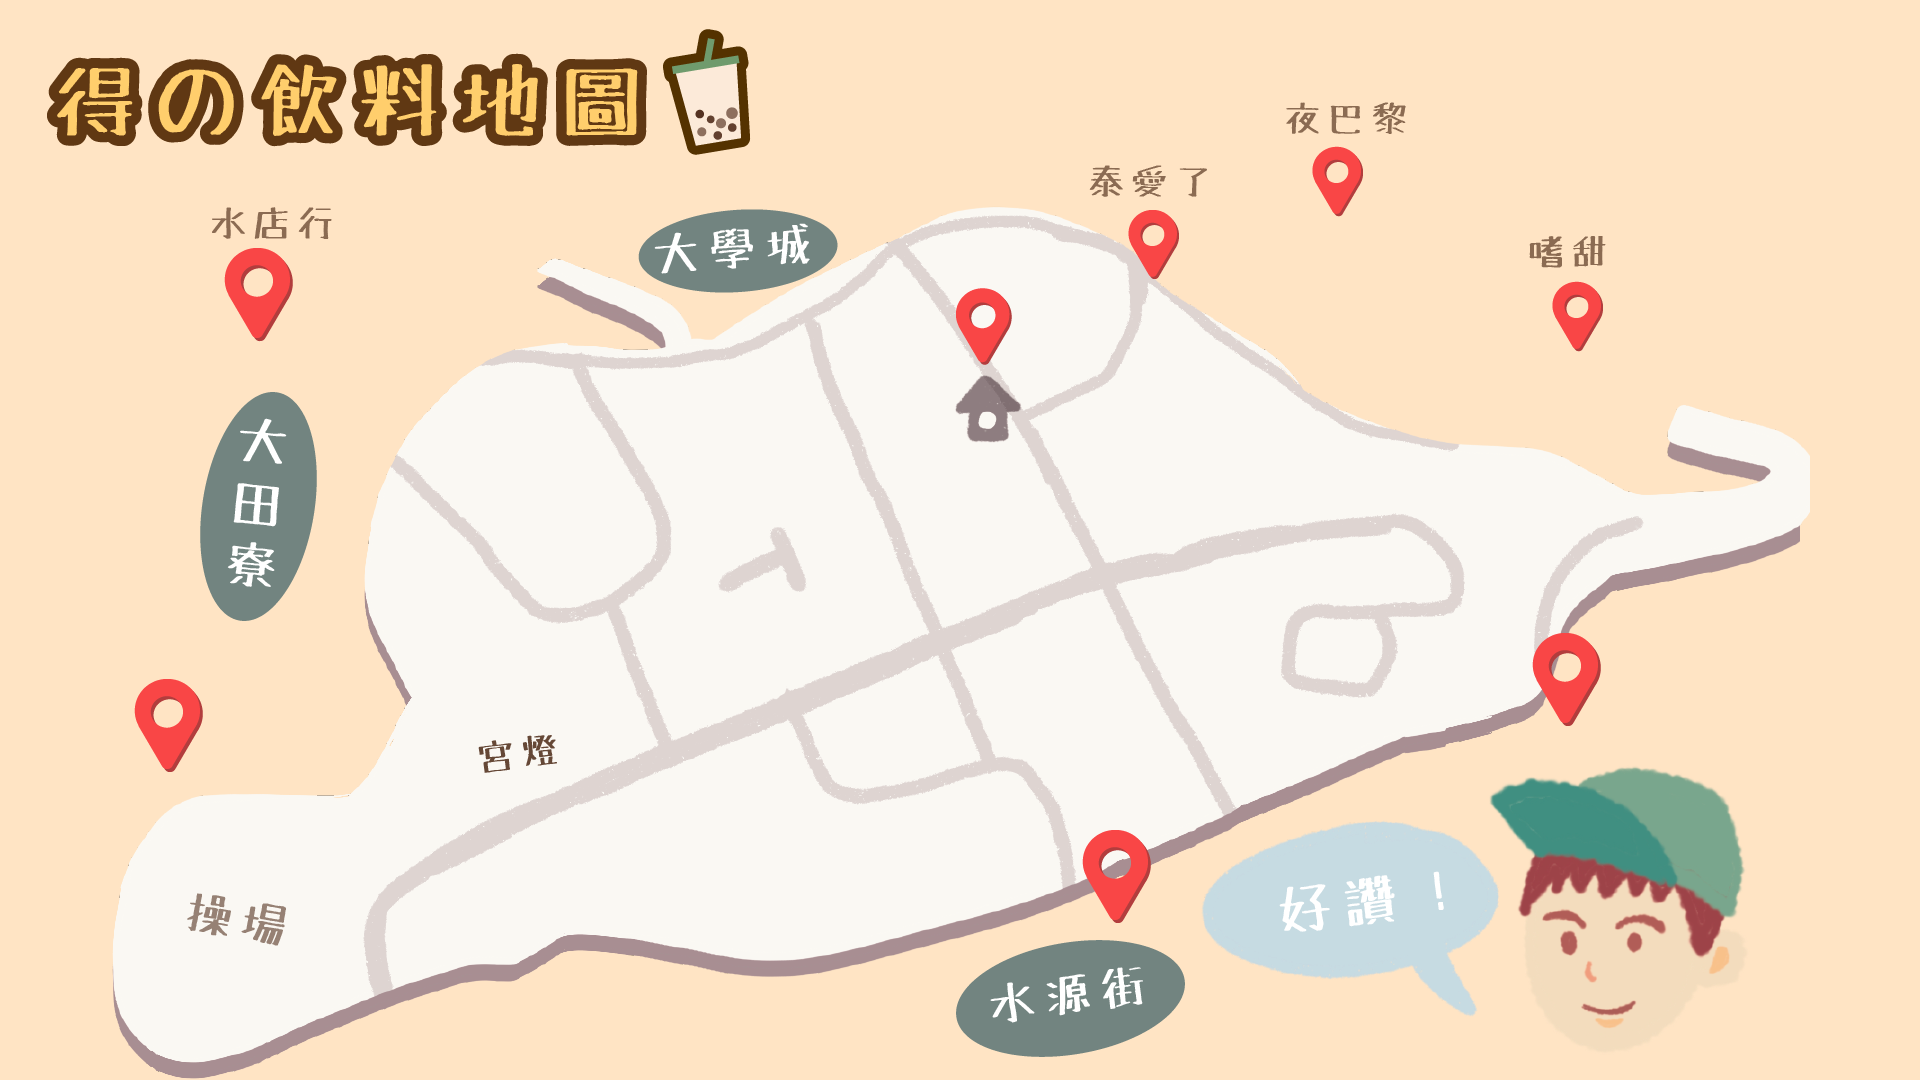 得の飲料地圖
夜巴黎
泰愛了
水店行
大學城
嗜甜
大田寮
宮燈
操場
好讚！
水源街